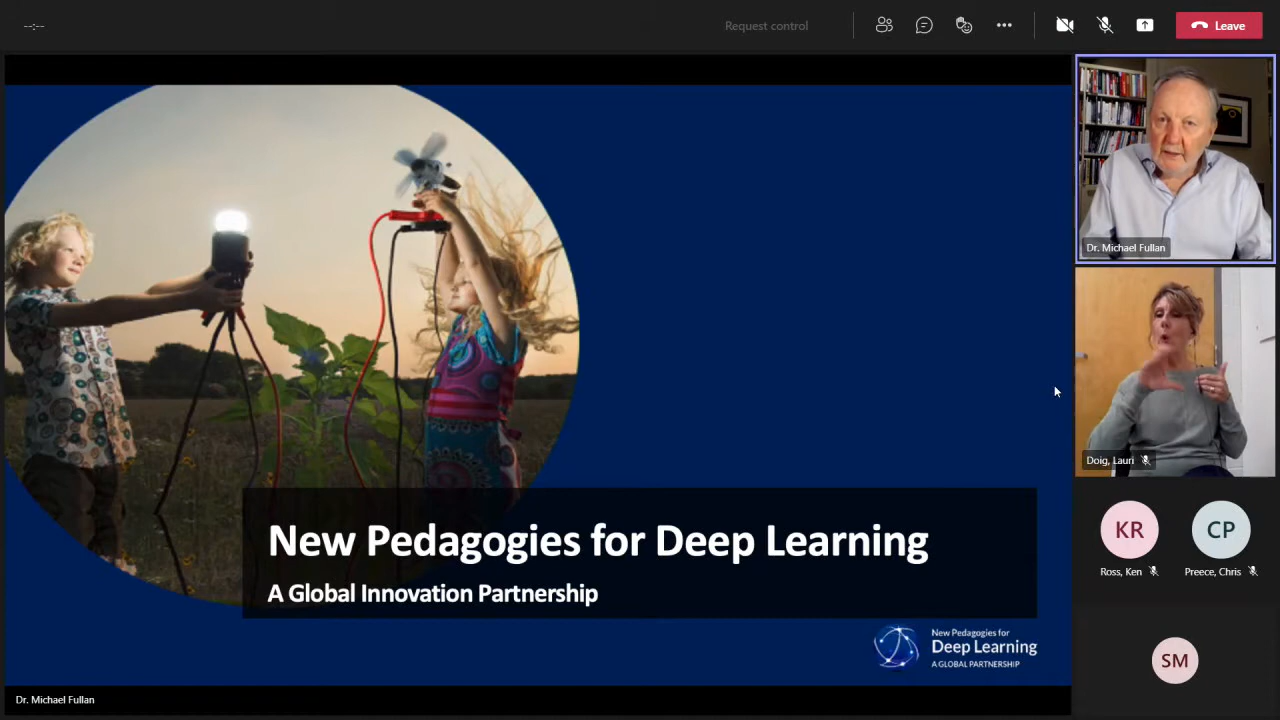 --:--
Request control
Leave
Dr. Michael Fullan
Doig, Lauri
KR
CP
Ross, Ken
Preece, Chris
SM
New Pedagogies for Deep Learning
A Global Innovation Partnership
New Pedagogies for
Deep Learning
A GLOBAL PARTNERSHIP
Dr. Michael Fullan